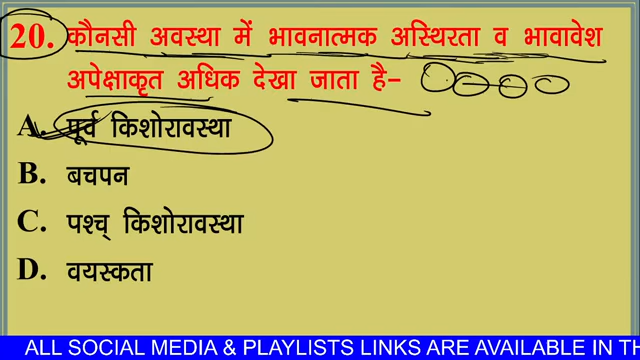 20. कौनसी अवस्था में भावनात्मक अस्थिरता व भावावेश
अपेक्षाकृत अधिक देखा जाता है-
A. पूर्व किशोरावस्था
B. बचपन
C. पश्च् किशोरावस्था
D. वयस्कता
ALL SOCIAL MEDIA & PLAYLISTS LINKS ARE AVAILABLE IN TH